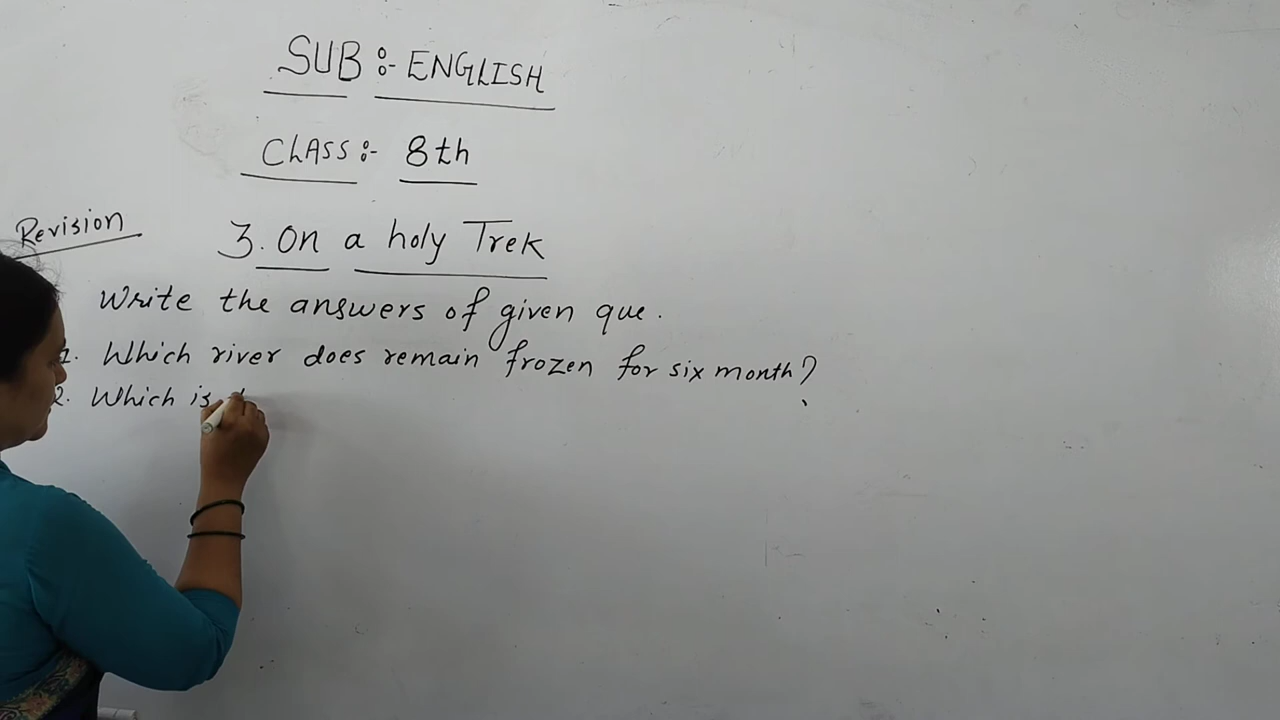 SUB :- ENGLISH
CLASS :- 8th
Revision
3. On a holy Trek
Write the answers of given que.
1. Which river does remain frozen for six month?
2. Which is